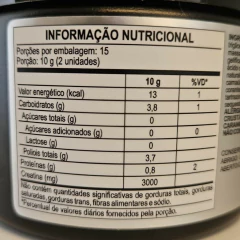 INFORMAÇÃO NUTRICIONAL
Porções por embalagem: 15
Porção: 10 g (2 unidades)
10 g %VD*
Valor energético (kcal) 13 1
Carboidratos (g) 3,8 1
Açúcares totais (g) 0
Açúcares adicionados (g) 0 0
Lactose (g) 0
Polióis totais (g) 3,7
Proteínas (g) 0,8 2
Creatina (mg) 3000
Não contém quantidades significativas de gorduras totais, gorduras
saturadas, gorduras trans, fibras alimentares e sódio.
*Percentual de valores diários fornecidos pela porção.